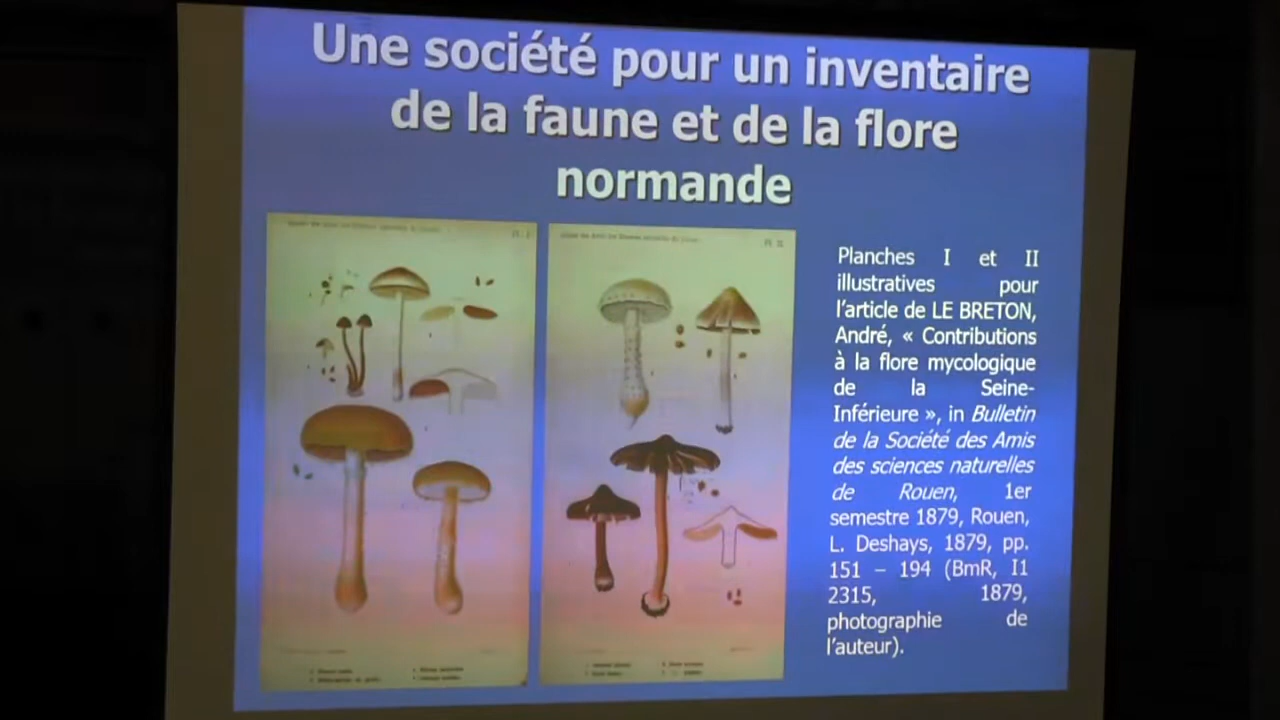 Une société pour un inventaire
de la faune et de la flore
normande
Planches I et II
illustratives pour
l'article de LE BRETON,
André, « Contributions
à la flore mycologique
de la Seine-
Inférieure », in Bulletin
de la Société des Amis
des sciences naturelles
de Rouen, 1er
semestre 1879, Rouen,
L. Deshays, 1879, pp.
151 – 194 (BmR, I1
2315, 1879,
photographie de
l'auteur).